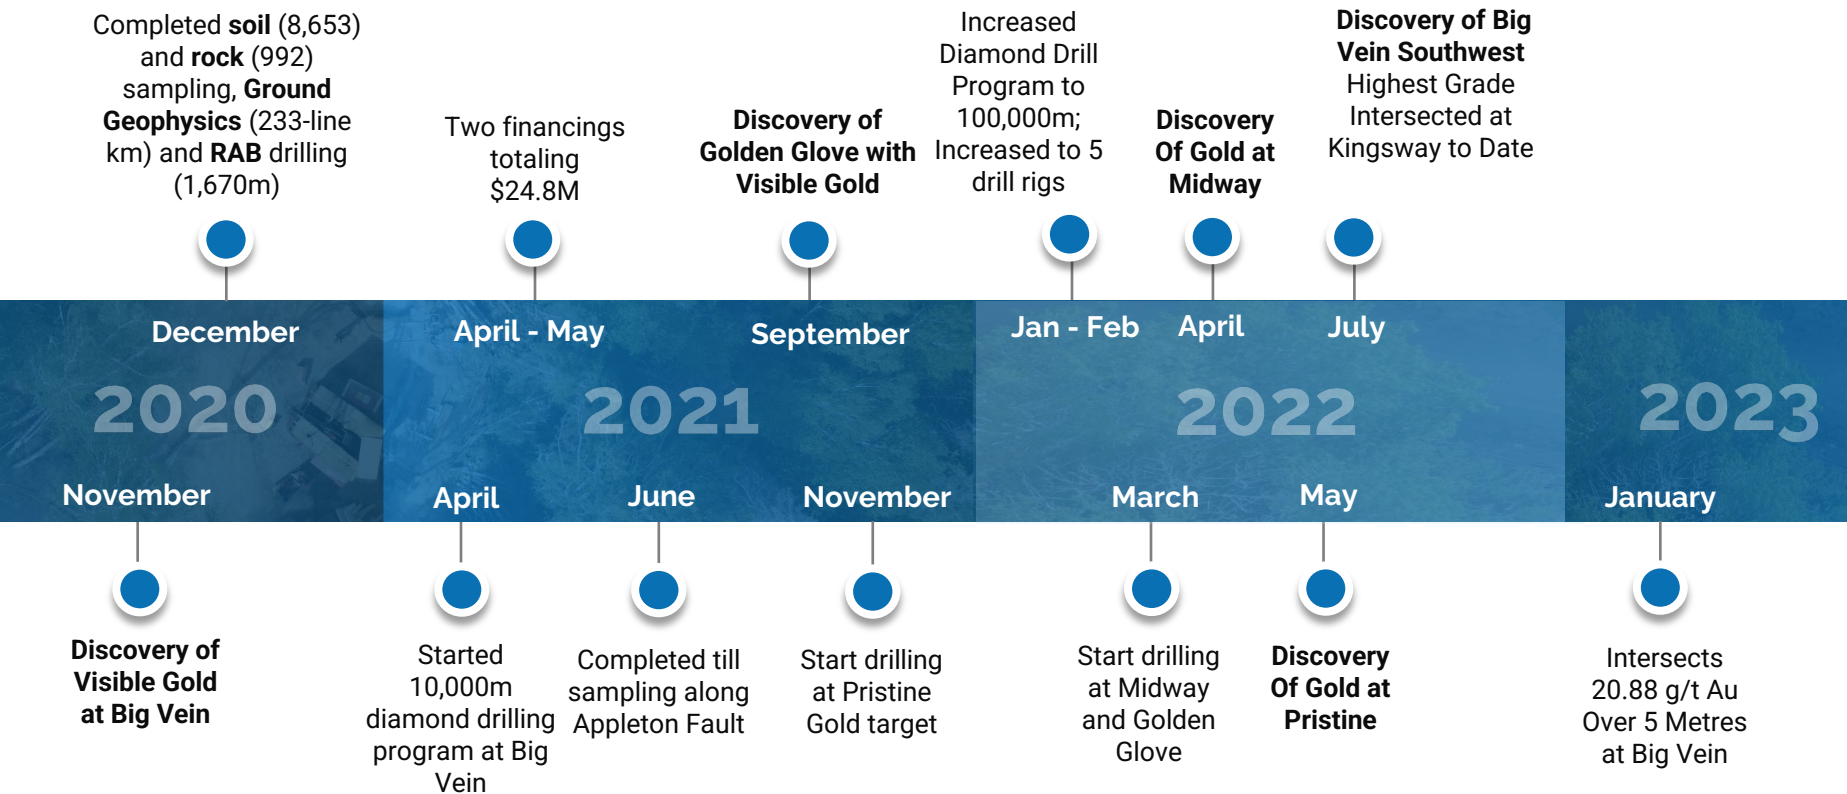 Completed soil (8,653)
and rock (992)
sampling, Ground
Geophysics (233-line
km) and RAB drilling
(1,670m)
Two financings
totaling
$24.8M
Discovery of
Golden Glove with
Visible Gold
Increased
Diamond Drill
Program to
100,000m;
Increased to 5
drill rigs
Discovery
Of Gold at
Midway
Discovery of Big
Vein Southwest
Highest Grade
Intersected at
Kingsway to Date
December
April - May
September
Jan - Feb
April
July
2020
2021
2022
2023
November
April
June
November
March
May
January
Discovery of
Visible Gold
at Big Vein
Started
10,000m
diamond drilling
program at Big
Vein
Completed till
sampling along
Appleton Fault
Start drilling
at Pristine
Gold target
Start drilling
at Midway
and Golden
Glove
Discovery
Of Gold at
Pristine
Intersects
20.88 g/t Au
Over 5 Metres
at Big Vein